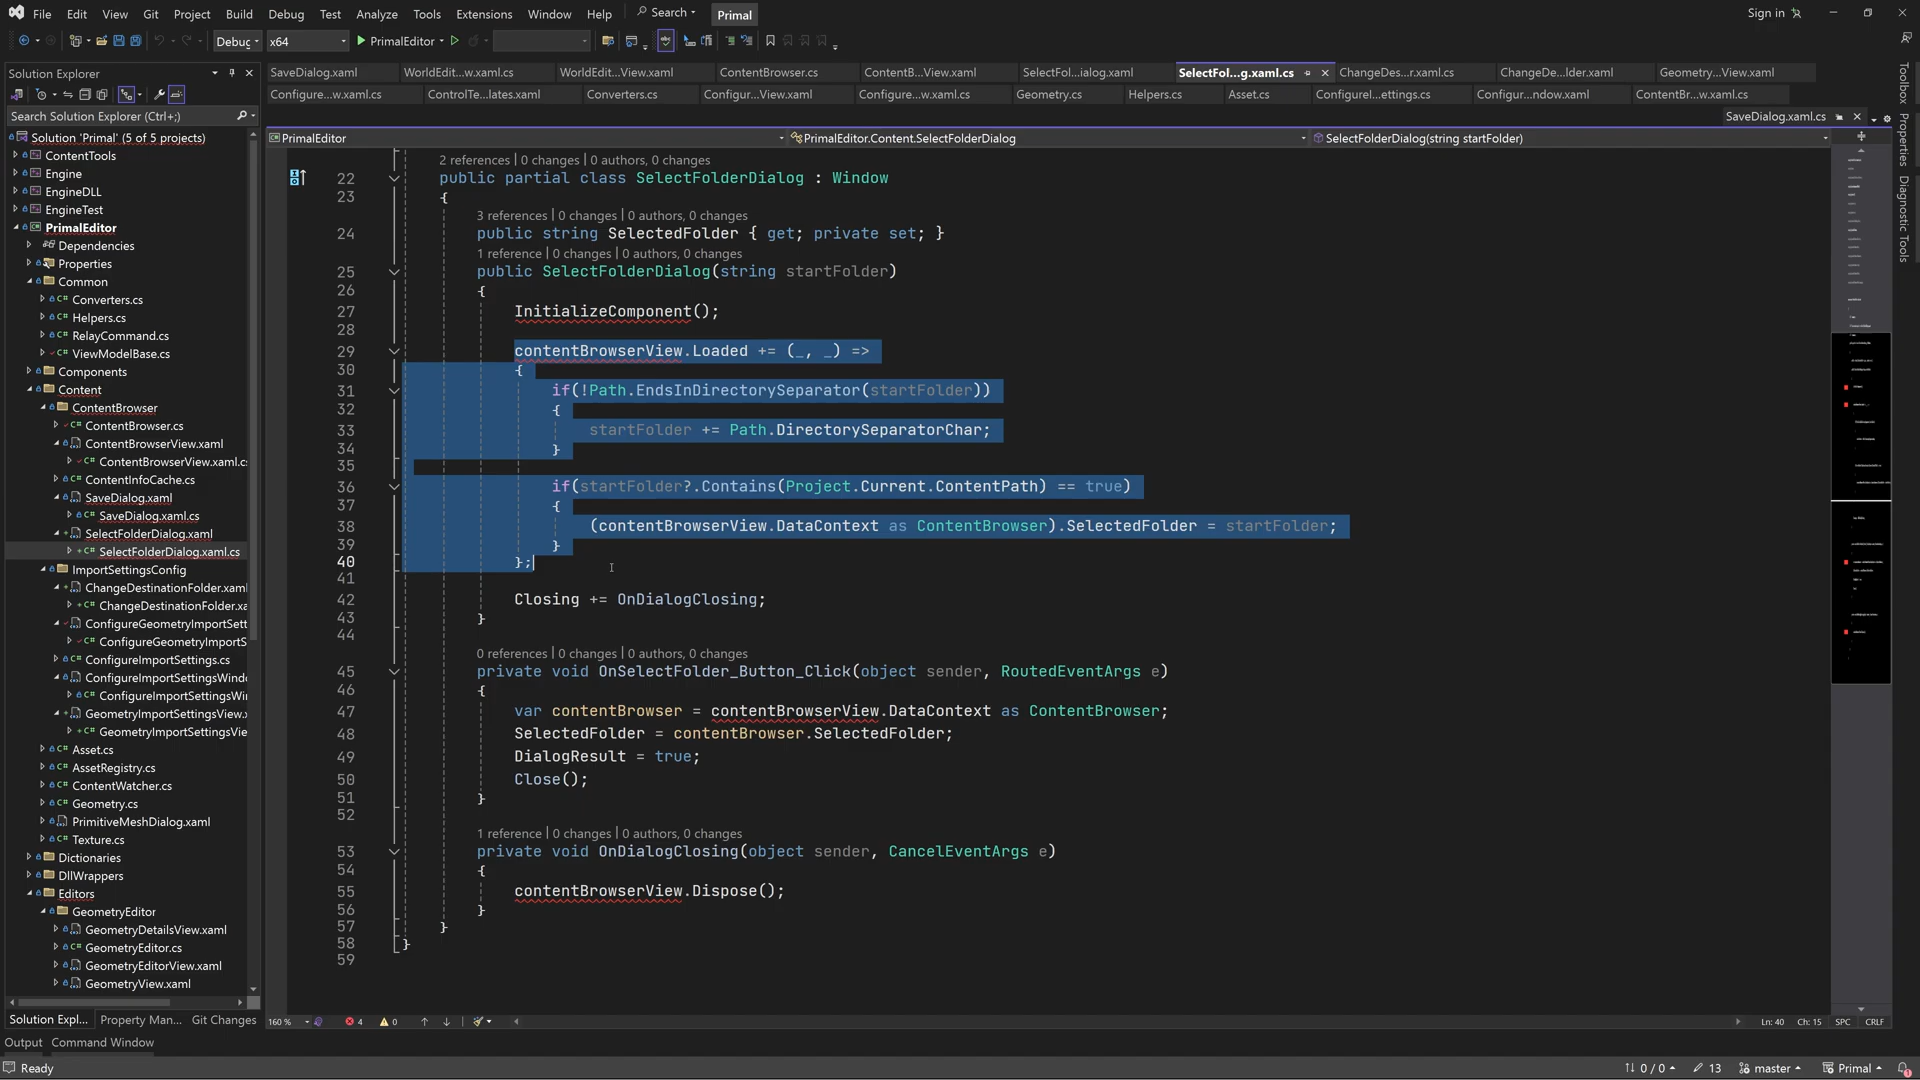 File Edit View Git Project Build Debug Test Analyze Tools Extensions Window Help Search Primal Sign in
Debug x64 PrimalEditor
Solution Explorer
SaveDialog.xaml WorldEdit...w.xaml.cs WorldEdit...View.xaml ContentBrowser.cs ContentB...View.xaml SelectFol...ialog.xaml SelectFol...g.xaml.cs ChangeDes...r.xaml.cs ChangeDe...lder.xaml Geometry...View.xaml
Configure...w.xaml.cs ControlTe...lates.xaml Converters.cs Configur...View.xaml Configure...w.xaml.cs Geometry.cs Helpers.cs Asset.cs Configurel...ettings.cs Configur...ndow.xaml ContentBr...w.xaml.cs
SaveDialog.xaml.cs
PrimalEditor PrimalEditor.Content.SelectFolderDialog SelectFolderDialog(string startFolder)
Search Solution Explorer (Ctrl+;)
Solution 'Primal' (5 of 5 projects)
ContentTools
Engine
EngineDLL
EngineTest
PrimalEditor
Dependencies
Properties
Common
Converters.cs
Helpers.cs
RelayCommand.cs
ViewModelBase.cs
Components
Content
ContentBrowser
ContentBrowser.cs
ContentBrowserView.xaml
ContentBrowserView.xaml.c
ContentInfoCache.cs
SaveDialog.xaml
SaveDialog.xaml.cs
SelectFolderDialog.xaml
SelectFolderDialog.xaml.cs
ImportSettingsConfig
ChangeDestinationFolder.xaml
ChangeDestinationFolder.xa
ConfigureGeometryImportSett
ConfigureGeometryImportS
ConfigureImportSettings.cs
ConfigureImportSettingsWind
ConfigureImportSettingsWi
GeometryImportSettingsView.
GeometryImportSettingsVie
Asset.cs
AssetRegistry.cs
ContentWatcher.cs
Geometry.cs
PrimitiveMeshDialog.xaml
Texture.cs
Dictionaries
DllWrappers
Editors
GeometryEditor
GeometryDetailsView.xaml
GeometryEditor.cs
GeometryEditorView.xaml
GeometryView.xaml
Solution Expl... Property Man... Git Changes
2 references | 0 changes | 0 authors, 0 changes
22 public partial class SelectFolderDialog : Window
23 {
3 references | 0 changes | 0 authors, 0 changes
24 public string SelectedFolder { get; private set; }
1 reference | 0 changes | 0 authors, 0 changes
25 public SelectFolderDialog(string startFolder)
26 {
27 InitializeComponent();
28
29 contentBrowserView.Loaded += (_, _) =>
30 {
31 if(!Path.EndsInDirectorySeparator(startFolder))
32 {
33 startFolder += Path.DirectorySeparatorChar;
34 }
35
36 if(startFolder?.Contains(Project.Current.ContentPath) == true)
37 {
38 (contentBrowserView.DataContext as ContentBrowser).SelectedFolder = startFolder;
39 }
40 };
41
42 Closing += OnDialogClosing;
43 }
44
0 references | 0 changes | 0 authors, 0 changes
45 private void OnSelectFolder_Button_Click(object sender, RoutedEventArgs e)
46 {
47 var contentBrowser = contentBrowserView.DataContext as ContentBrowser;
48 SelectedFolder = contentBrowser.SelectedFolder;
49 DialogResult = true;
50 Close();
51 }
52
1 reference | 0 changes | 0 authors, 0 changes
53 private void OnDialogClosing(object sender, CancelEventArgs e)
54 {
55 contentBrowserView.Dispose();
56 }
57 }
58 }
59
160 % 4 0 Ln: 40 Ch: 15 SPC CRLF
Toolbox
Properties
Diagnostic Tools
Output Command Window
Ready 0 / 0 13 master Primal 1